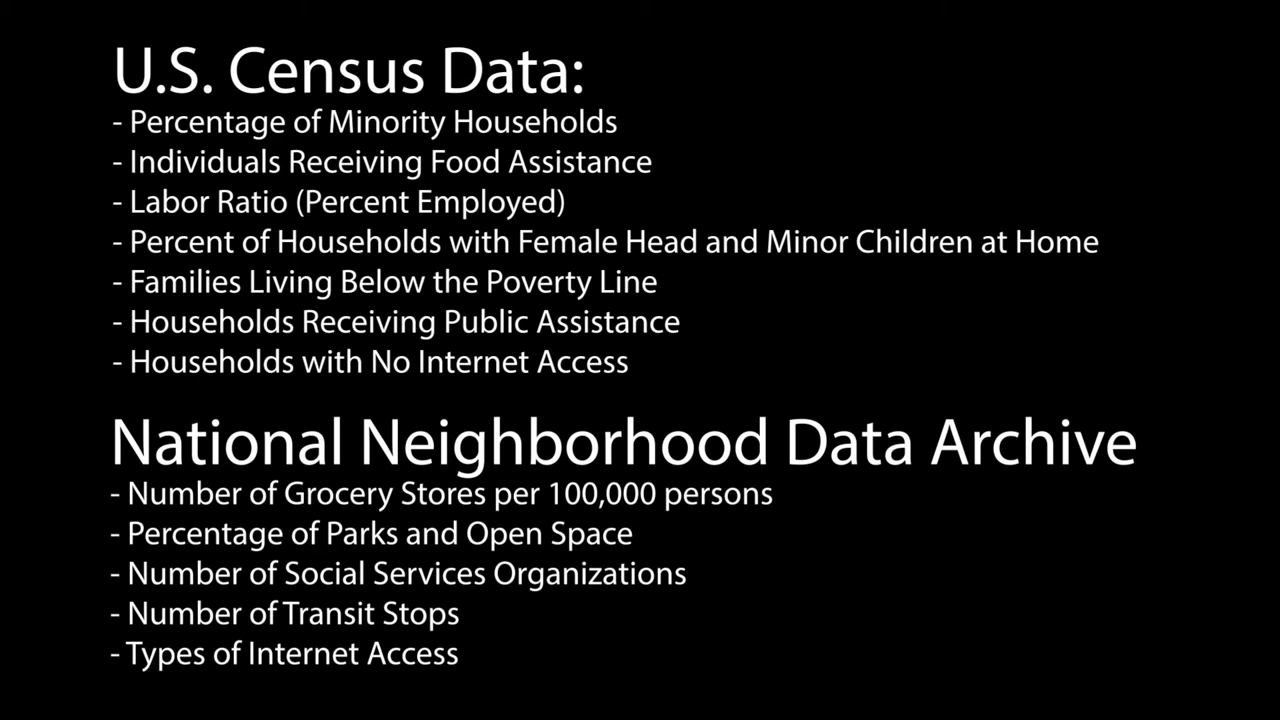 U.S. Census Data:
- Percentage of Minority Households
- Individuals Receiving Food Assistance
- Labor Ratio (Percent Employed)
- Percent of Households with Female Head and Minor Children at Home
- Families Living Below the Poverty Line
- Households Receiving Public Assistance
- Households with No Internet Access
National Neighborhood Data Archive
- Number of Grocery Stores per 100,000 persons
- Percentage of Parks and Open Space
- Number of Social Services Organizations
- Number of Transit Stops
- Types of Internet Access